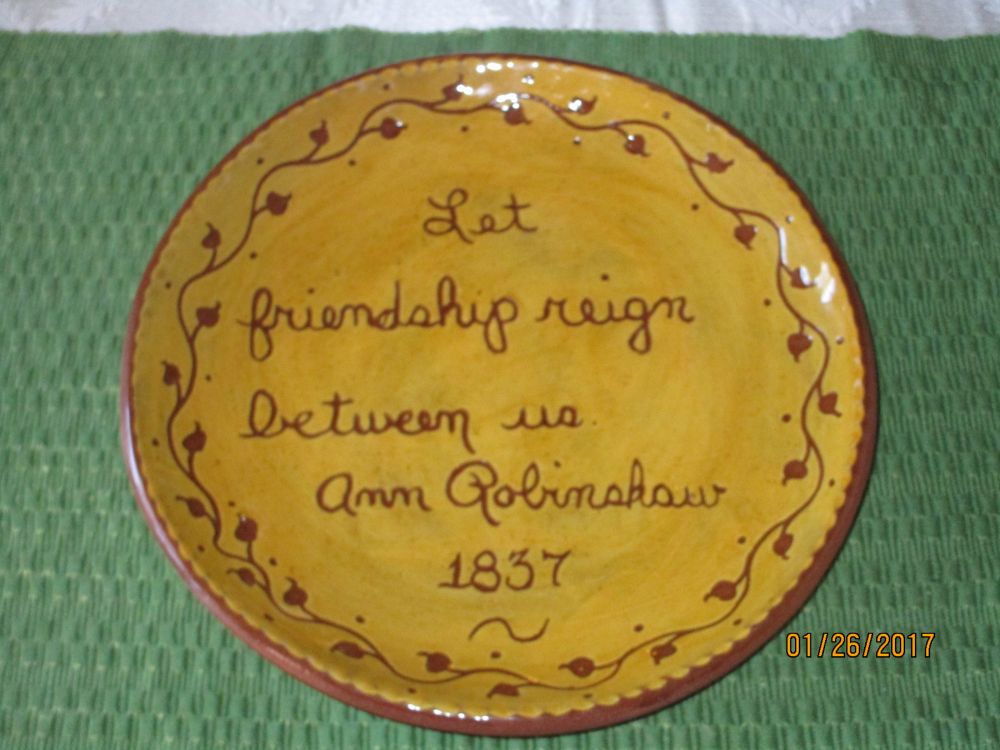 Let
friendship reign
between us.
Ann Robinshaw
1837
01/26/2017